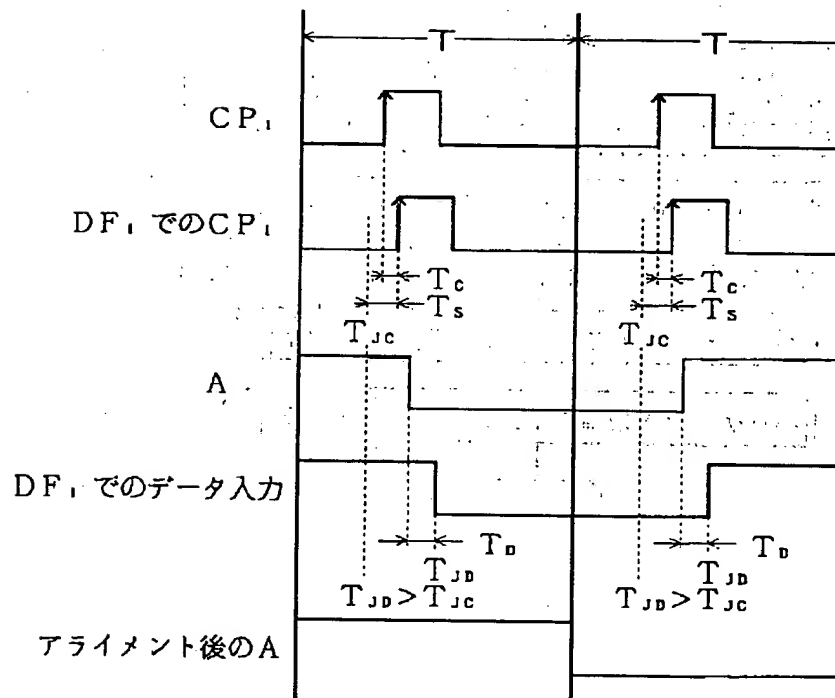 T T
CP₁
DF₁でのCP₁
T_C T_C
T_S T_S
T_JC T_JC
A
DF₁でのデータ入力
T_D T_D
T_JD T_JD
T_JD>T_JC T_JD>T_JC
アライメント後のA